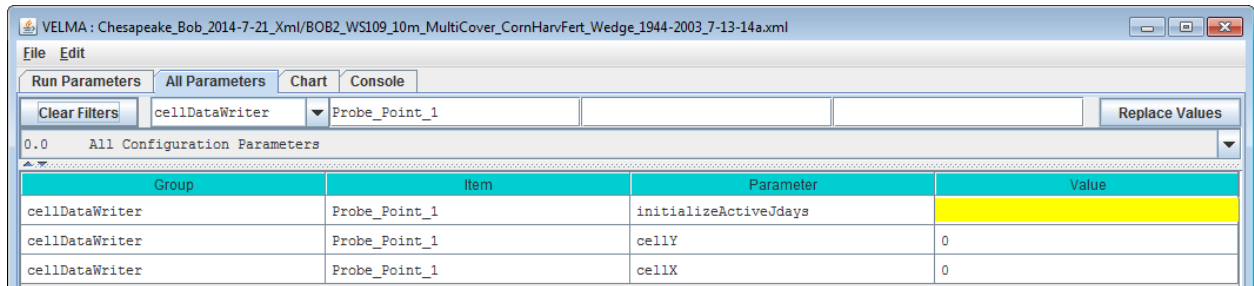 VELMA : Chesapeake_Bob_2014-7-21_Xml/BOB2_WS109_10m_MultiCover_CornHarvFert_Wedge_1944-2003_7-13-14a.xml
File Edit
Run Parameters All Parameters Chart Console
Clear Filters cellDataWriter Probe_Point_1 Replace Values
0.0 All Configuration Parameters
Group Item Parameter Value
cellDataWriter Probe_Point_1 initializeActiveJdays
cellDataWriter Probe_Point_1 cellY 0
cellDataWriter Probe_Point_1 cellX 0